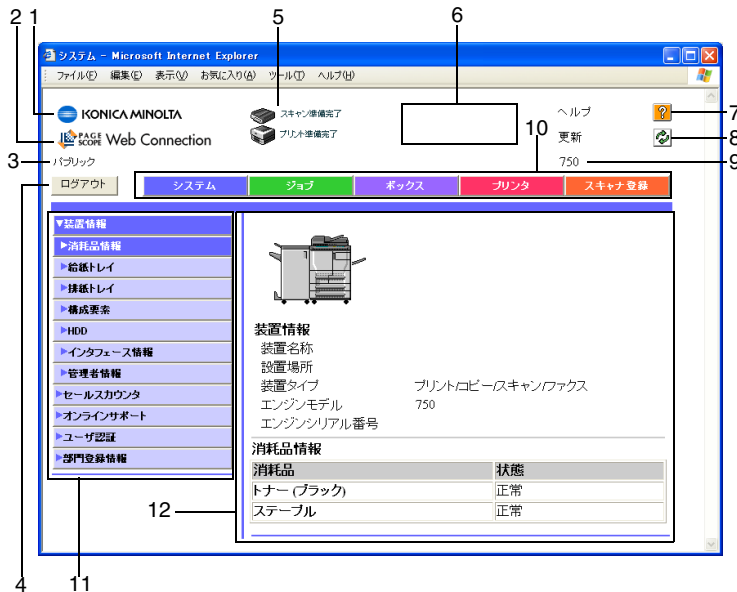 2 1
5
6
システム - Microsoft Internet Explorer
ファイル(F) 編集(E) 表示(V) お気に入り(A) ツール(T) ヘルプ(H)
KONICA MINOLTA
スキャン準備完了
ヘルプ
7
PAGE SCOPE Web Connection
プリント準備完了
10
更新
8
3
パブリック
750
9
ログアウト
システム ジョブ ボックス プリンタ スキャナ登録
▼装置情報
▶消耗品情報
▶給紙トレイ
▶排紙トレイ
▶構成要素
▶HDD
▶インタフェース情報
▶管理者情報
▶セールスカウンタ
▶オンラインサポート
▶ユーザ認証
▶部門登録情報
装置情報
装置名称
設置場所
装置タイプ プリント/コピー/スキャン/ファクス
エンジンモデル 750
エンジンシリアル番号
消耗品情報
消耗品 状態
トナー (ブラック) 正常
ステープル 正常
12
4
11